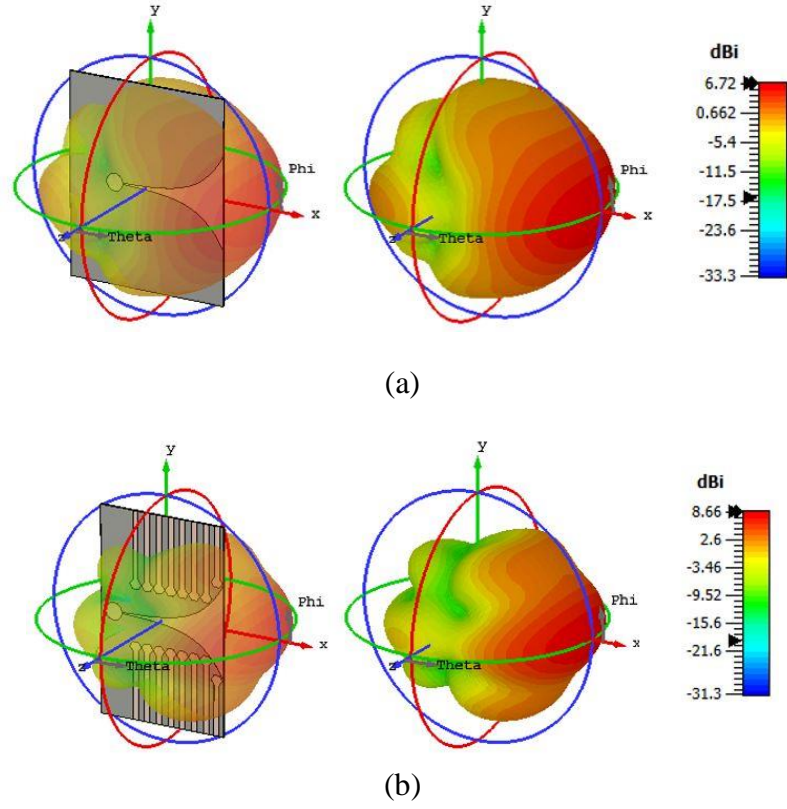 y
Phi
x
z
Theta
y
Phi
x
z
Theta
dBi
6.72
0.662
-5.4
-11.5
-17.5
-23.6
-33.3
(a)
y
Phi
x
z
Theta
y
Phi
x
z
Theta
dBi
8.66
2.6
-3.46
-9.52
-15.6
-21.6
-31.3
(b)